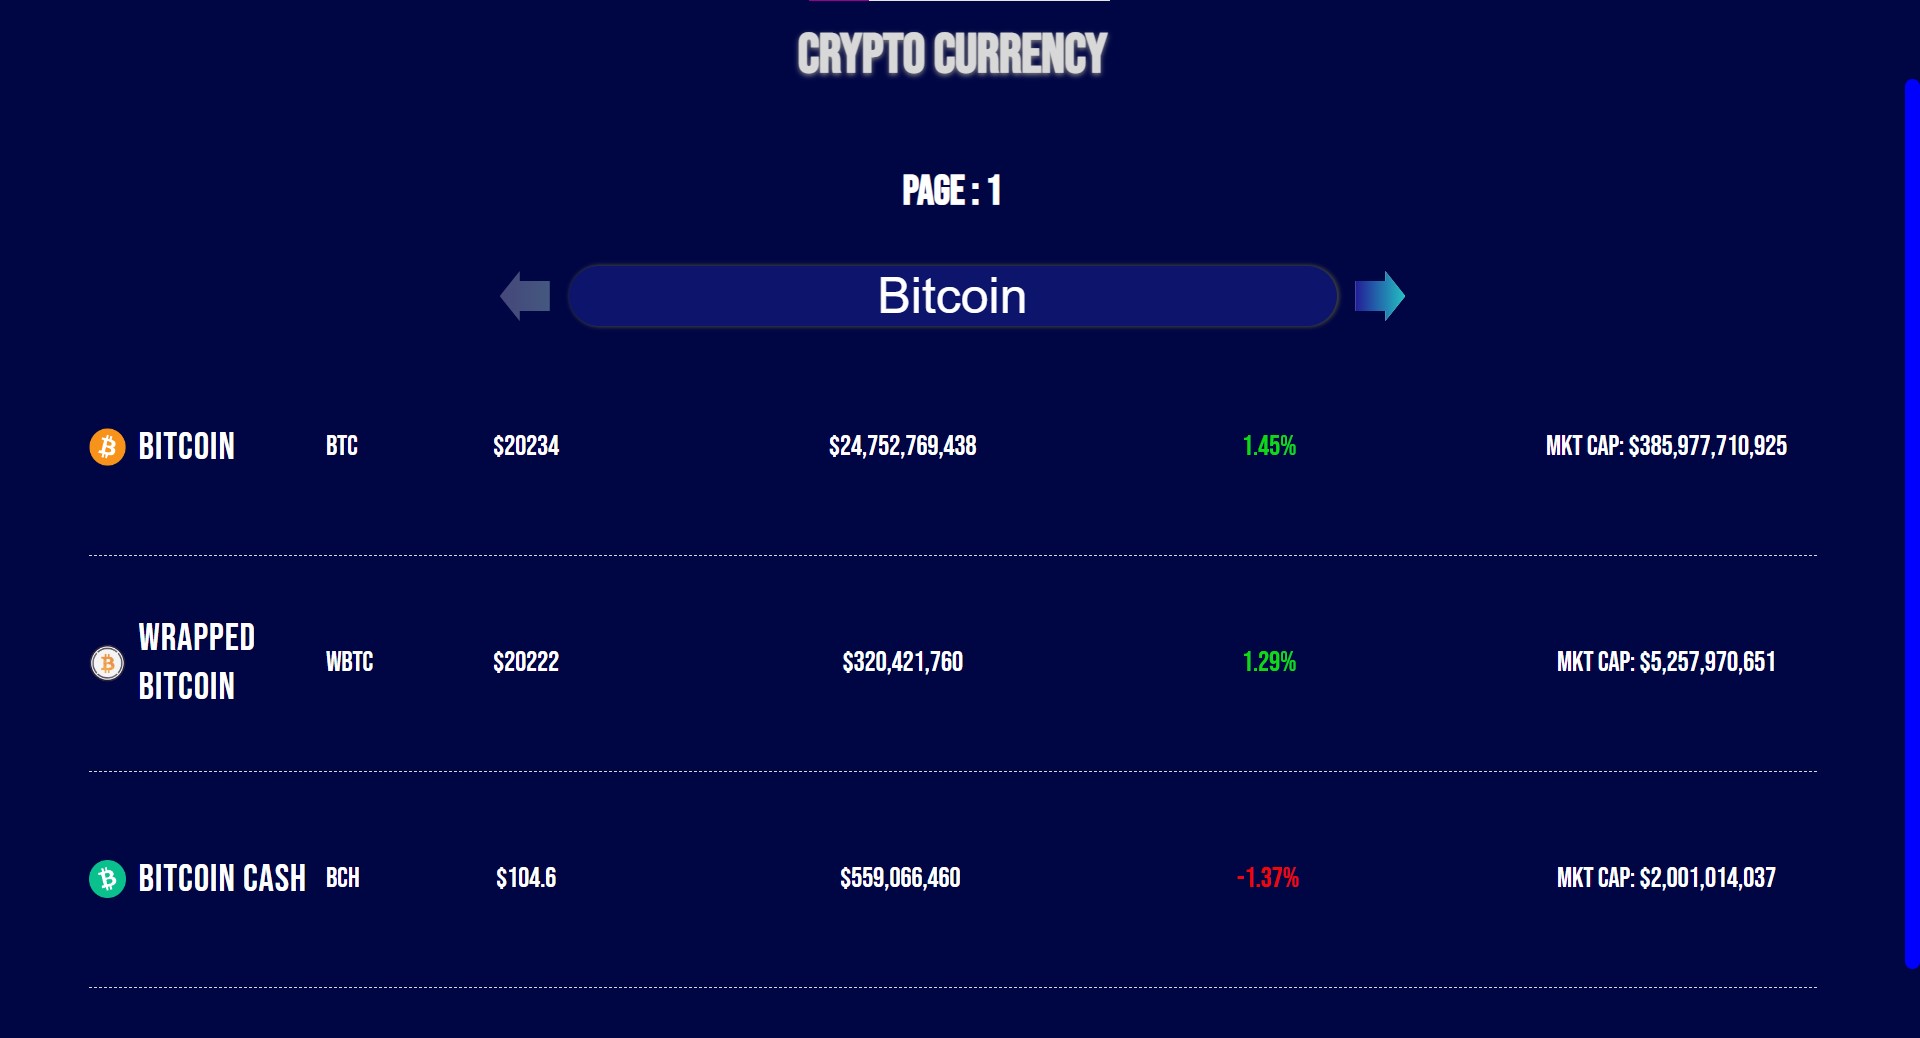 CRYPTO CURRENCY
PAGE : 1
Bitcoin
BITCOIN BTC $20234 $24,752,769,438 1.45% MKT CAP: $385,977,710,925
WRAPPED
BITCOIN WBTC $20222 $320,421,760 1.29% MKT CAP: $5,257,970,651
BITCOIN CASH BCH $104.6 $559,066,460 -1.37% MKT CAP: $2,001,014,037